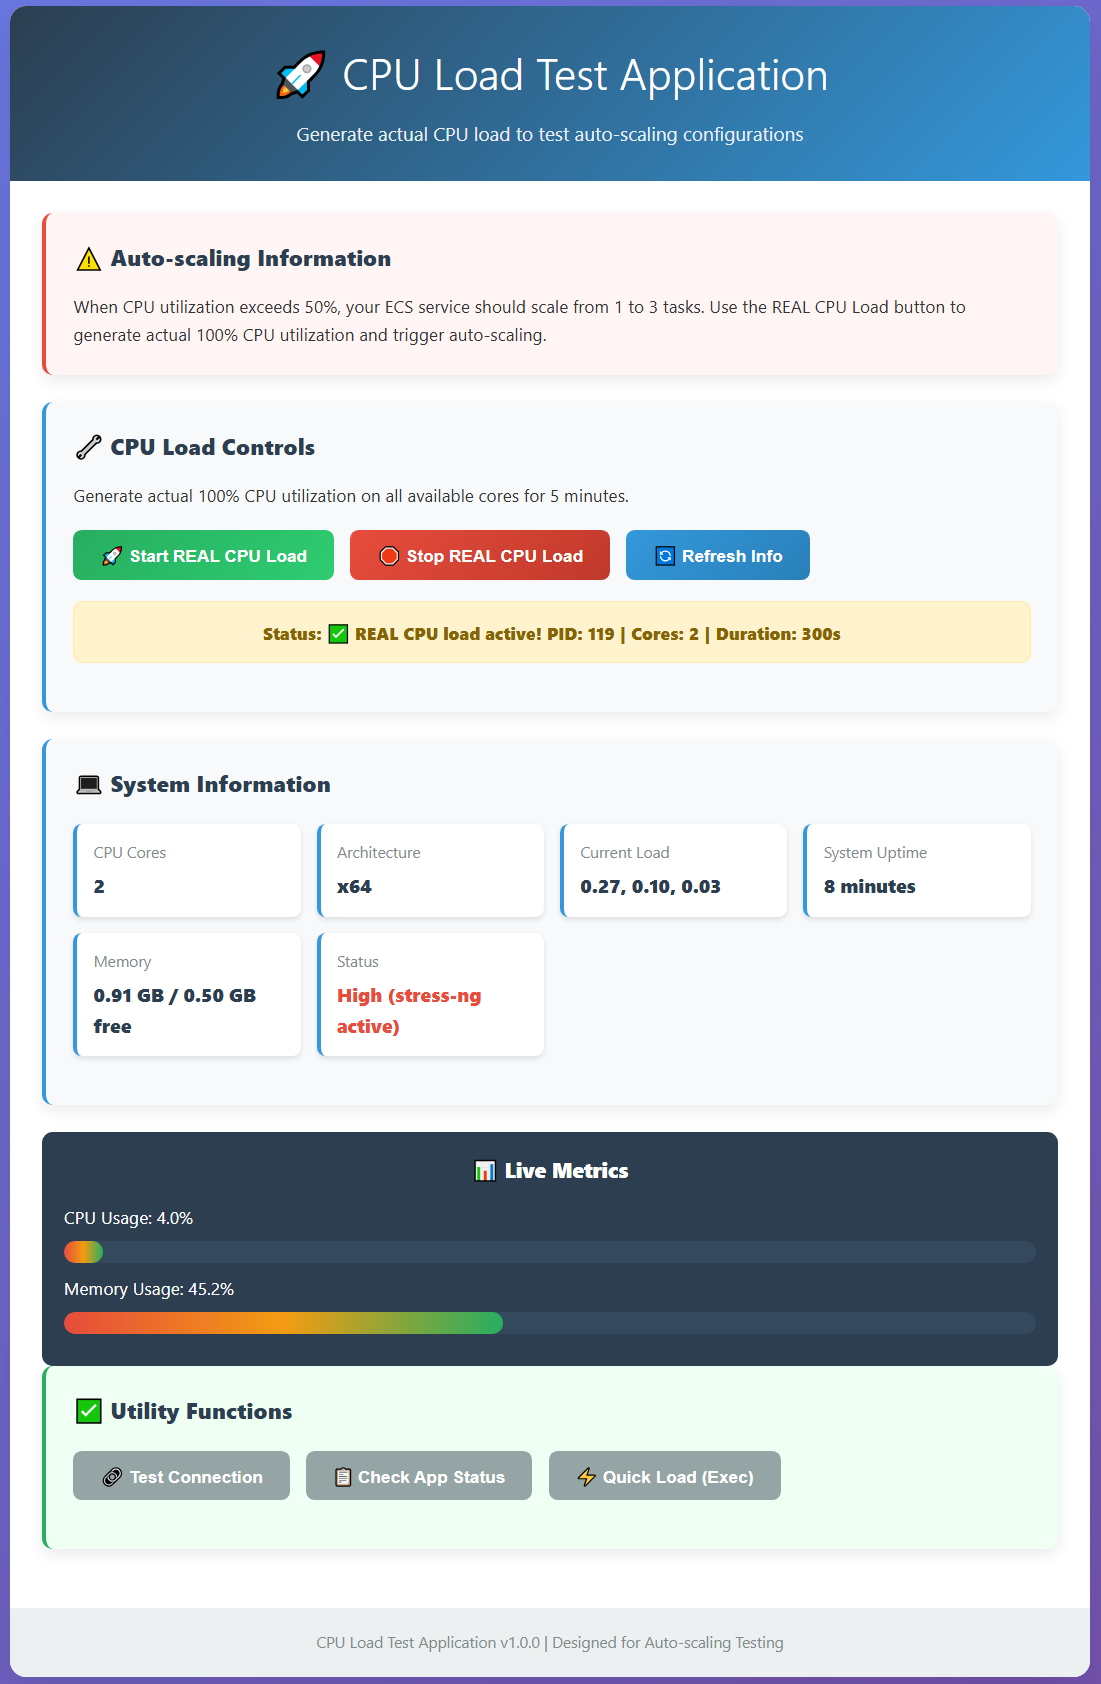 🚀 CPU Load Test Application
Generate actual CPU load to test auto-scaling configurations
⚠️ Auto-scaling Information
When CPU utilization exceeds 50%, your ECS service should scale from 1 to 3 tasks. Use the REAL CPU Load button to
generate actual 100% CPU utilization and trigger auto-scaling.
🔧 CPU Load Controls
Generate actual 100% CPU utilization on all available cores for 5 minutes.
🚀 Start REAL CPU Load
🛑 Stop REAL CPU Load
🔄 Refresh Info
Status: ✅ REAL CPU load active! PID: 119 | Cores: 2 | Duration: 300s
💻 System Information
CPU Cores
2
Architecture
x64
Current Load
0.27, 0.10, 0.03
System Uptime
8 minutes
Memory
0.91 GB / 0.50 GB
free
Status
High (stress-ng
active)
📊 Live Metrics
CPU Usage: 4.0%
Memory Usage: 45.2%
✅ Utility Functions
🔗 Test Connection
📋 Check App Status
⚡ Quick Load (Exec)
CPU Load Test Application v1.0.0 | Designed for Auto-scaling Testing